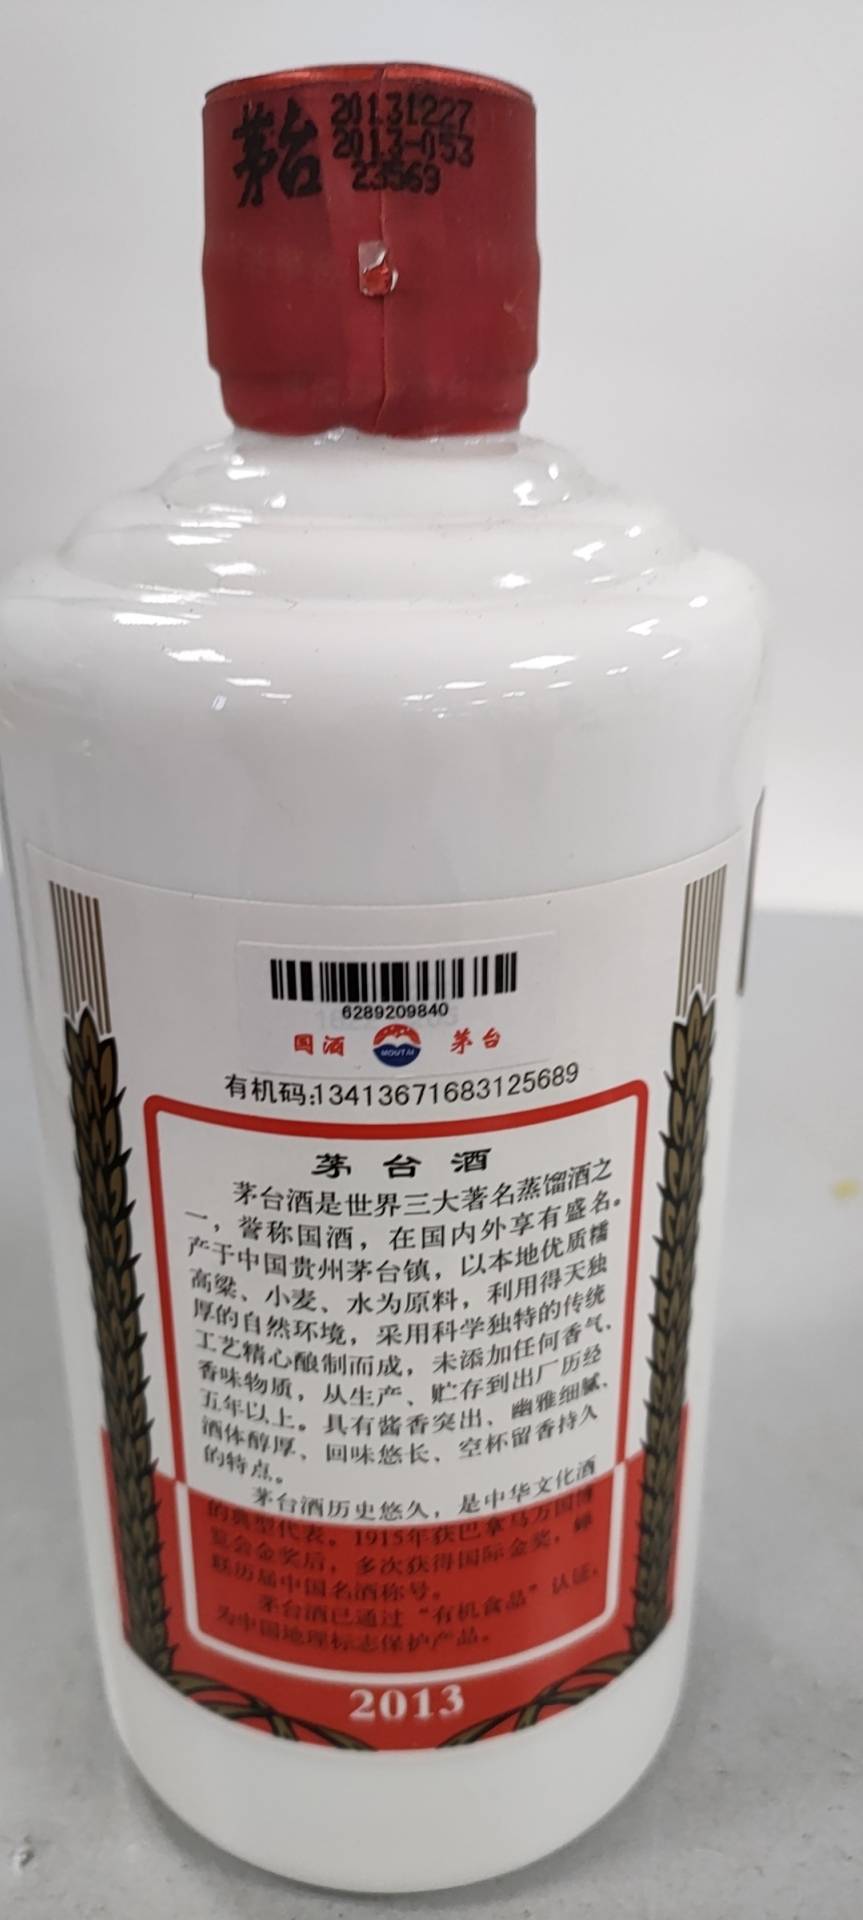 茅台
20131227
2013-053
23569
6289209840
国酒 MOUTAI 茅台
有机码:13413671683125689
茅台酒
茅台酒是世界三大著名蒸馏酒之
一，誉称国酒，在国内外享有盛名。
产于中国贵州茅台镇，以本地优质糯
高粱、小麦、水为原料，利用得天独
厚的自然环境，采用科学独特的传统
工艺精心酿制而成，未添加任何香气、
香味物质，从生产、贮存到出厂历经
五年以上。具有酱香突出、幽雅细腻、
酒体醇厚、回味悠长、空杯留香持久
的特点。
茅台酒历史悠久，是中华文化酒
的典型代表。1915年获巴拿马万国博
览会金奖后，多次获得国际金奖，蝉
联历届中国名酒称号。
茅台酒已通过“有机食品”认证，
为中国地理标志保护产品。
2013